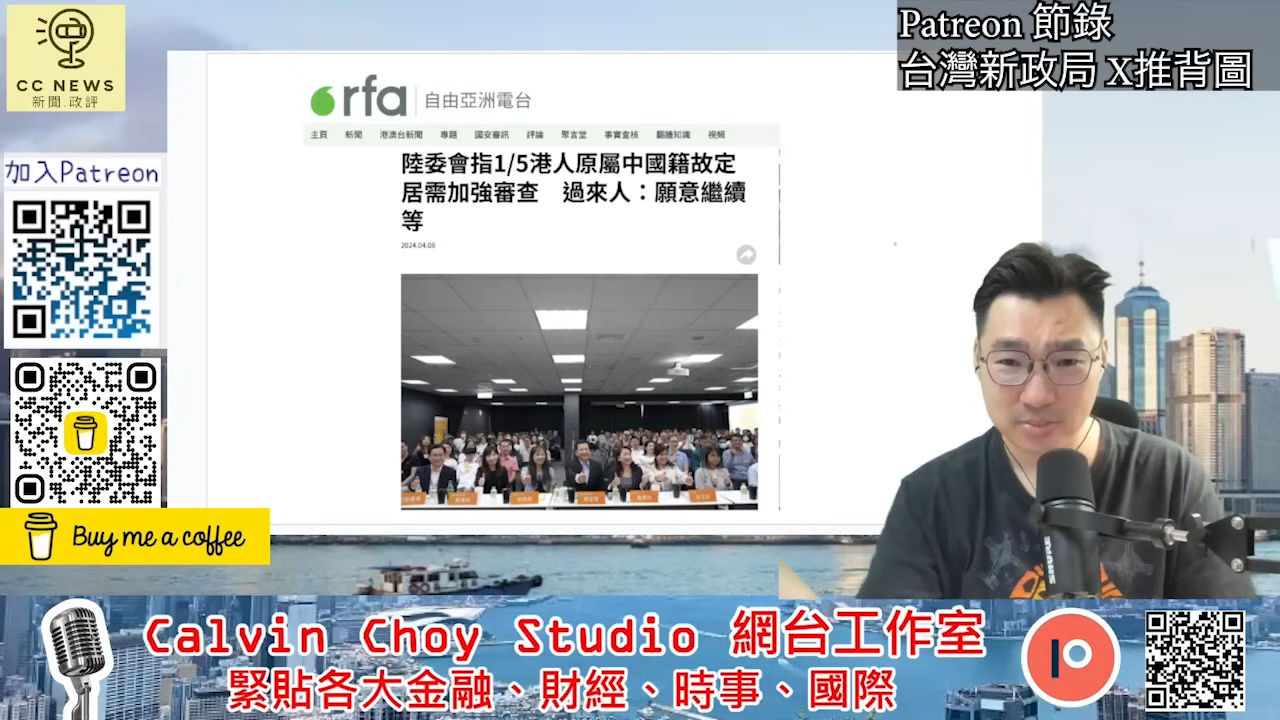 Patreon 節錄
台灣新政局 X推背圖
CC NEWS
新聞.政評
加入Patreon
Buy me a coffee
rfa 自由亞洲電台
主頁 新聞 港澳台新聞 專題 國安審訊 評論 聚言堂 事實查核 翻牆知識 視頻
陸委會指1/5港人原屬中國籍故定
居需加強審查 過來人：願意繼續
等
2024.04.08
SHURE
Calvin Choy Studio 網台工作室
緊貼各大金融、財經、時事、國際